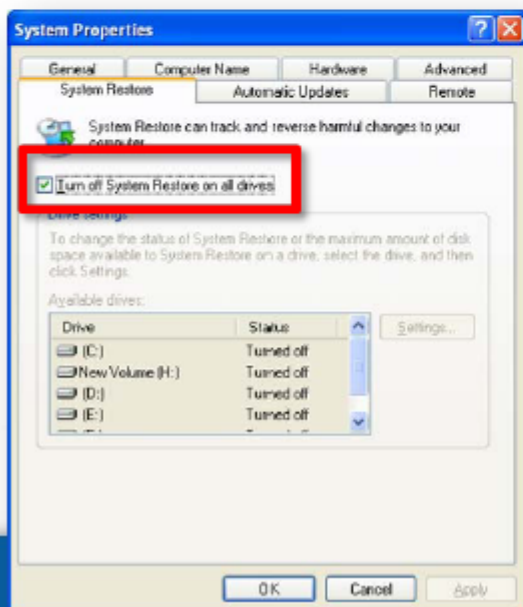 System Properties
General Computer Name Hardware Advanced
System Restore Automatic Updates Remote
System Restore can track and reverse harmful changes to your
computer.
Turn off System Restore on all drives
Drive settings
To change the status of System Restore or the maximum amount of disk
space available to System Restore on a drive, select the drive, and then
click Settings.
Available drives:
Drive Status
(C:) Turned off
Settings...
New Volume (H:) Turned off
(D:) Turned off
(E:) Turned off
OK Cancel Apply